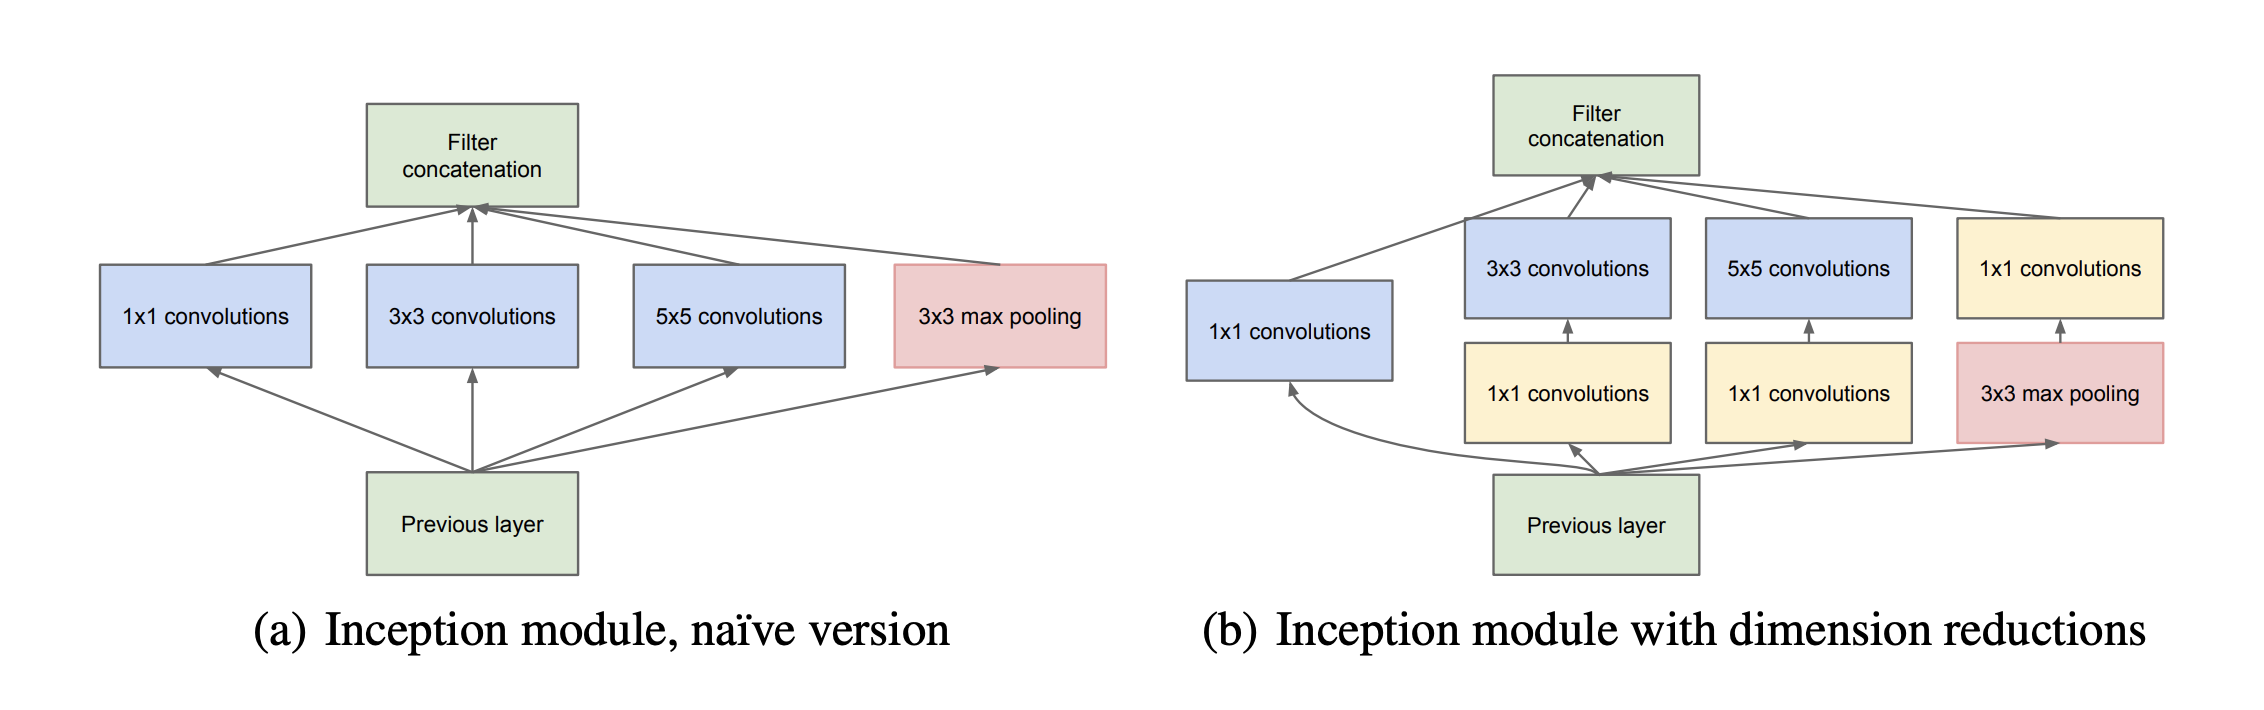 Filter
concatenation
1x1 convolutions
3x3 convolutions
5x5 convolutions
3x3 max pooling
Previous layer
(a) Inception module, naïve version
Filter
concatenation
3x3 convolutions
5x5 convolutions
1x1 convolutions
1x1 convolutions
1x1 convolutions
1x1 convolutions
3x3 max pooling
Previous layer
(b) Inception module with dimension reductions